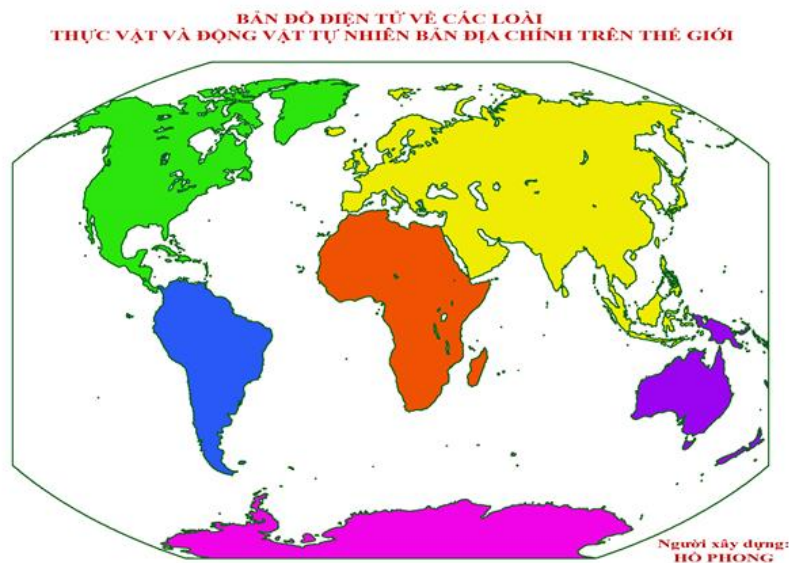 BẢN ĐỒ ĐIỆN TỬ VỀ CÁC LOÀI
THỰC VẬT VÀ ĐỘNG VẬT TỰ NHIÊN BẢN ĐỊA CHÍNH TRÊN THẾ GIỚI
Người xây dựng:
HỒ PHONG